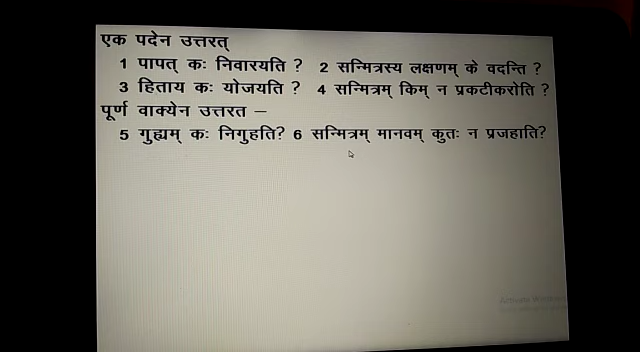 एक पदेन उत्तरत्
1 पापत् कः निवारयति ? 2 सन्मित्रस्य लक्षणम् के वदन्ति ?
3 हिताय कः योजयति ? 4 सन्मित्रम् किम् न प्रकटीकरोति ?
पूर्ण वाक्येन उत्तरत –
5 गुह्यम् कः निगुहति? 6 सन्मित्रम् मानवम् कुतः न प्रजहाति?